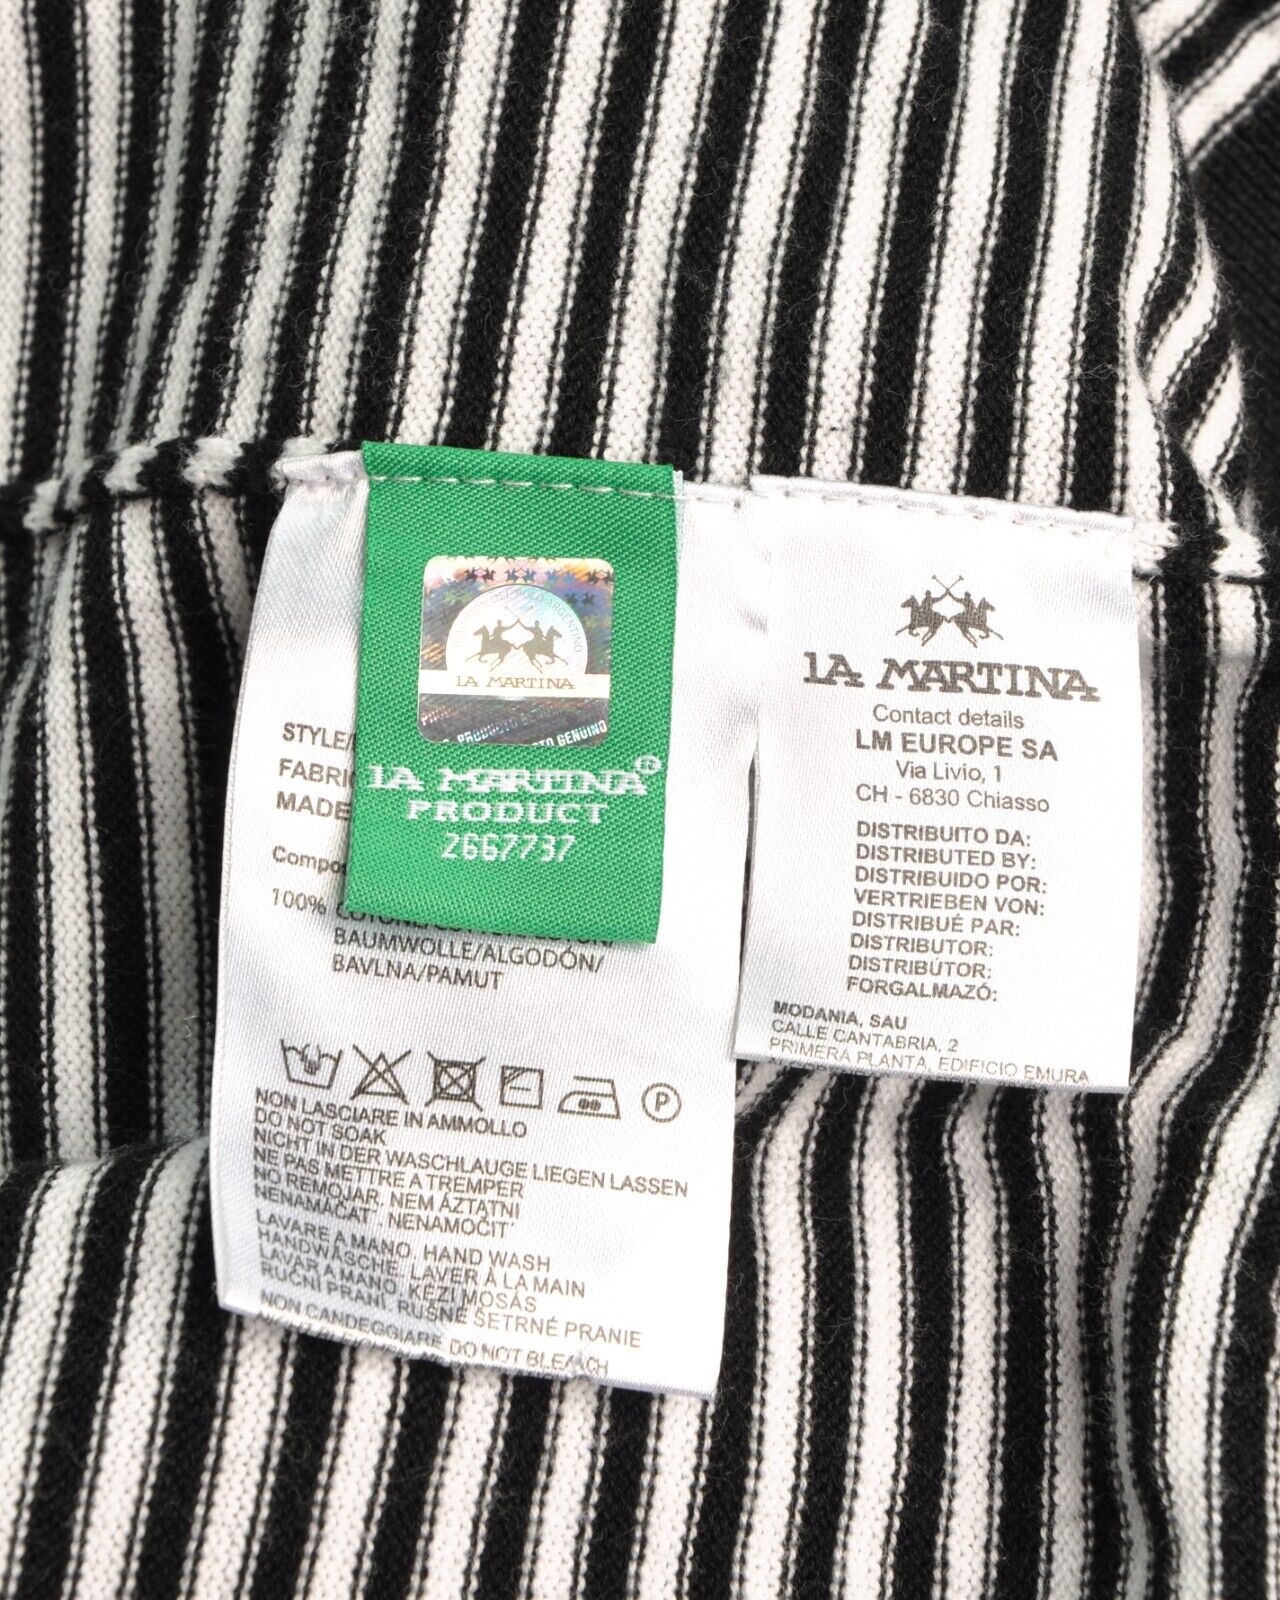 LA MARTINA
PRODUCTO
GENUINO
LA MARTINA®
PRODUCT
2667737
STYLE/
FABRIC
MADE
100%
BAUMWOLLE/ALGODÓN/
BAVLNA/PAMUT
P
NON LASCIARE IN AMMOLLO
DO NOT SOAK
NICHT IN DER WASCHLAUGE LIEGEN LASSEN
NE PAS METTRE A TREMPER
NO REMOJAR. NEM ÁZTATNI
NENAMÁČAT´. NENAMOČIT´
LAVARE A MANO. HAND WASH
HANDWÄSCHE. LAVER À LA MAIN
LAVAR A MANO. KÉZI MOSÁS
RUČNÍ PRANÍ. RUŠNÉ ŠETRNÉ PRANIE
NON CANDEGGIARE DO NOT BLEACH
LA MARTINA
Contact details
LM EUROPE SA
Via Livio, 1
CH - 6830 Chiasso
DISTRIBUITO DA:
DISTRIBUTED BY:
DISTRIBUIDO POR:
VERTRIEBEN VON:
DISTRIBUÉ PAR:
DISTRIBUTOR:
DISTRIBÚTOR:
FORGALMAZÓ:
MODANIA, SAU
CALLE CANTABRIA, 2
PRIMERA PLANTA, EDIFICIO EMURA